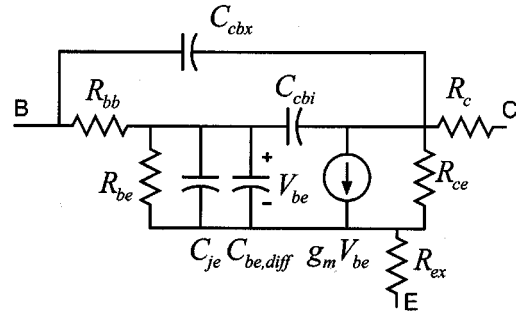 C_cbx
B
R_bb
C_cbi
R_c
C
R_be
+
V_be
-
R_ce
C_je
C_be,diff
g_m V_be
R_ex
E